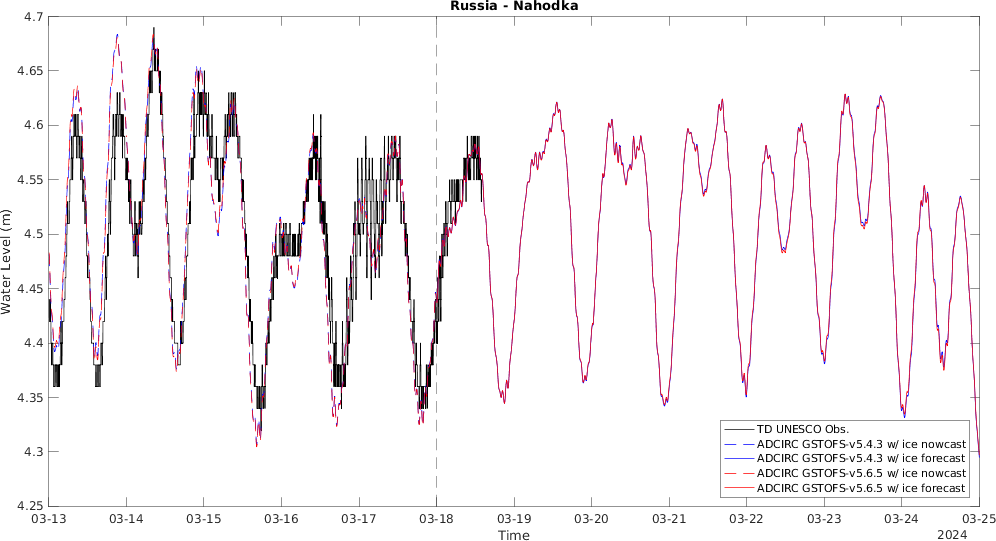 Russia - Nahodka
Water Level (m)
4.7
4.65
4.6
4.55
4.5
4.45
4.4
4.35
4.3
4.25
TD UNESCO Obs.
ADCIRC GSTOFS-v5.4.3 w/ ice nowcast
ADCIRC GSTOFS-v5.4.3 w/ ice forecast
ADCIRC GSTOFS-v5.6.5 w/ ice nowcast
ADCIRC GSTOFS-v5.6.5 w/ ice forecast
03-13 03-14 03-15 03-16 03-17 03-18 03-19 03-20 03-21 03-22 03-23 03-24 03-25
Time
2024